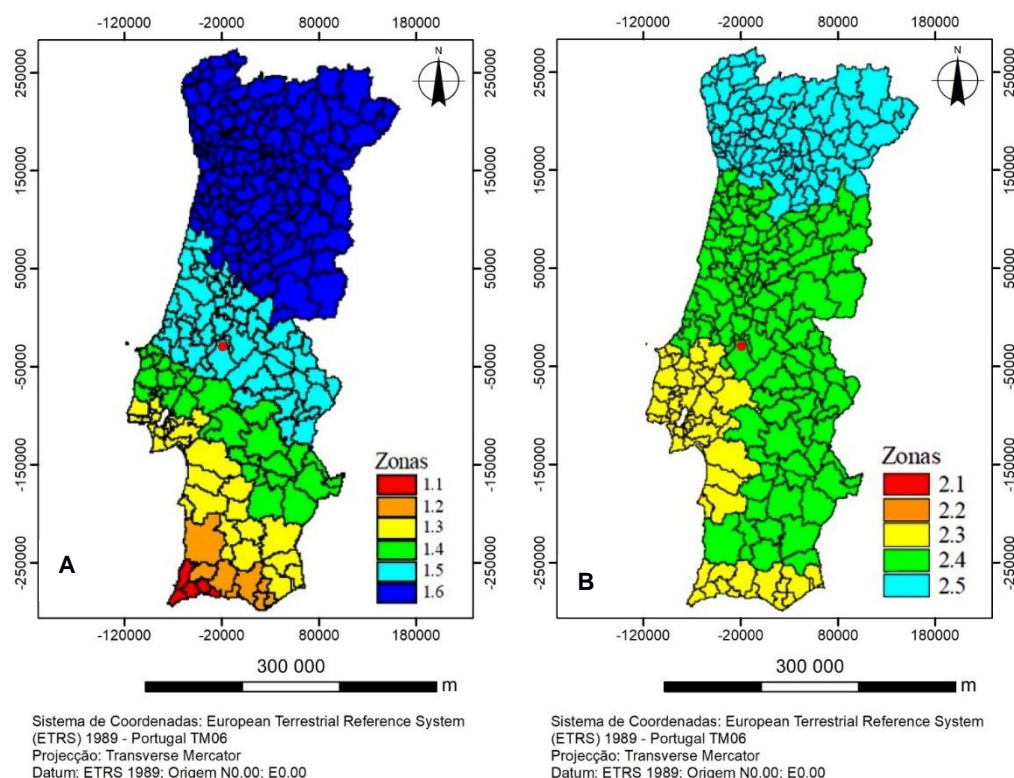 -120000 -20000 80000 180000
-120000 -20000 80000 180000
N
N
250000
150000
50000
-50000
-150000
-250000
250000
150000
50000
-50000
-150000
-250000
250000
150000
50000
-50000
-150000
-250000
250000
150000
50000
-50000
-150000
-250000
Zonas
1.1
1.2
1.3
1.4
1.5
1.6
A
Zonas
2.1
2.2
2.3
2.4
2.5
B
-120000 -20000 80000 180000
-120000 -20000 80000 180000
300 000
m
300 000
m
Sistema de Coordenadas: European Terrestrial Reference System
(ETRS) 1989 - Portugal TM06
Projecção: Transverse Mercator
Datum: ETRS 1989; Origem N0.00; E0.00
Sistema de Coordenadas: European Terrestrial Reference System
(ETRS) 1989 - Portugal TM06
Projecção: Transverse Mercator
Datum: ETRS 1989; Origem N0.00; E0.00